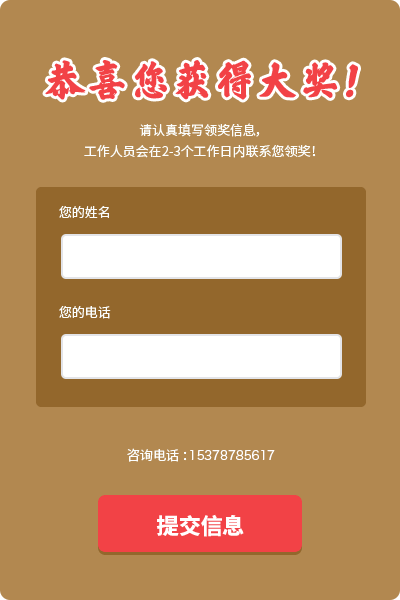 恭喜您获得大奖!
请认真填写领奖信息,
工作人员会在2-3个工作日内联系您领奖!
您的姓名
您的电话
咨询电话:15378785617
提交信息